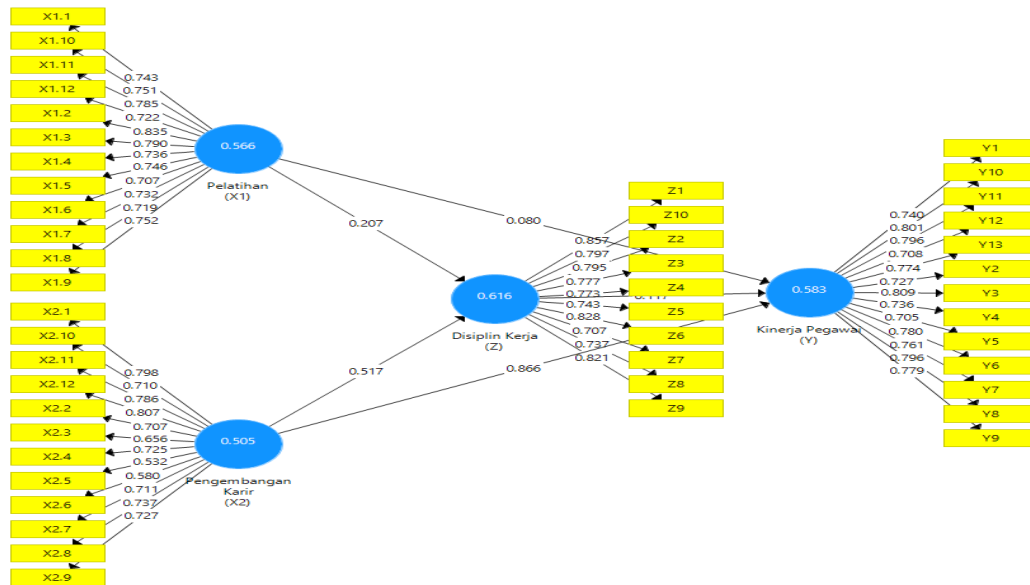 X1.1
X1.10
X1.11
X1.12
X1.2
X1.3
X1.4
X1.5
X1.6
X1.7
X1.8
X1.9
0.743
0.751
0.785
0.722
0.835
0.790
0.736
0.746
0.707
0.732
0.719
0.752
0.566
Pelatihan
(X1)
X2.1
X2.10
X2.11
X2.12
X2.2
X2.3
X2.4
X2.5
X2.6
X2.7
X2.8
X2.9
0.798
0.710
0.786
0.807
0.707
0.656
0.725
0.532
0.580
0.711
0.737
0.727
0.505
Pengembangan
Karir
(X2)
0.207
0.517
0.080
0.866
0.616
Disiplin Kerja
(Z)
0.857
0.797
0.795
0.777
0.773
0.743
0.828
0.707
0.737
0.821
Z1
Z10
Z2
Z3
Z4
Z5
Z6
Z7
Z8
Z9
0.583
Kinerja Pegawai
(Y)
0.740
0.801
0.796
0.708
0.774
0.727
0.809
0.736
0.705
0.780
0.761
0.796
0.779
Y1
Y10
Y11
Y12
Y13
Y2
Y3
Y4
Y5
Y6
Y7
Y8
Y9